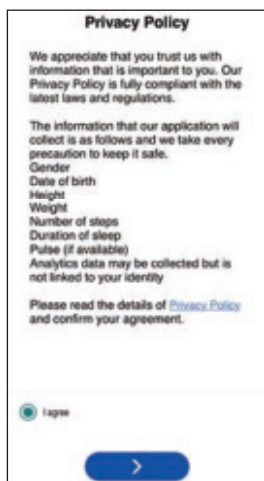 Privacy Policy
We appreciate that you trust us with
information that is important to you. Our
Privacy Policy is fully compliant with the
latest laws and regulations.
The information that our application will
collect is as follows and we take every
precaution to keep it safe.
Gender
Date of birth
Height
Weight
Number of steps
Duration of sleep
Pulse (if available)
Analytics data may be collected but is
not linked to your identity
Please read the details of Privacy Policy
and confirm your agreement.
I agree